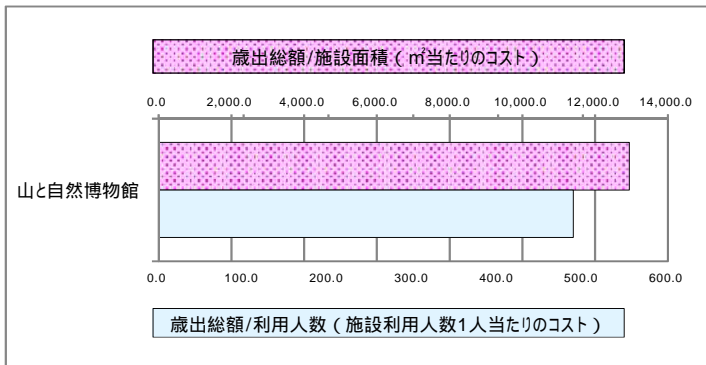 歳出総額/施設面積（㎡当たりのコスト）
0.0 2,000.0 4,000.0 6,000.0 8,000.0 10,000.0 12,000.0 14,000.0
山と自然博物館
0.0 100.0 200.0 300.0 400.0 500.0 600.0
歳出総額/利用人数（施設利用人数1人当たりのコスト）